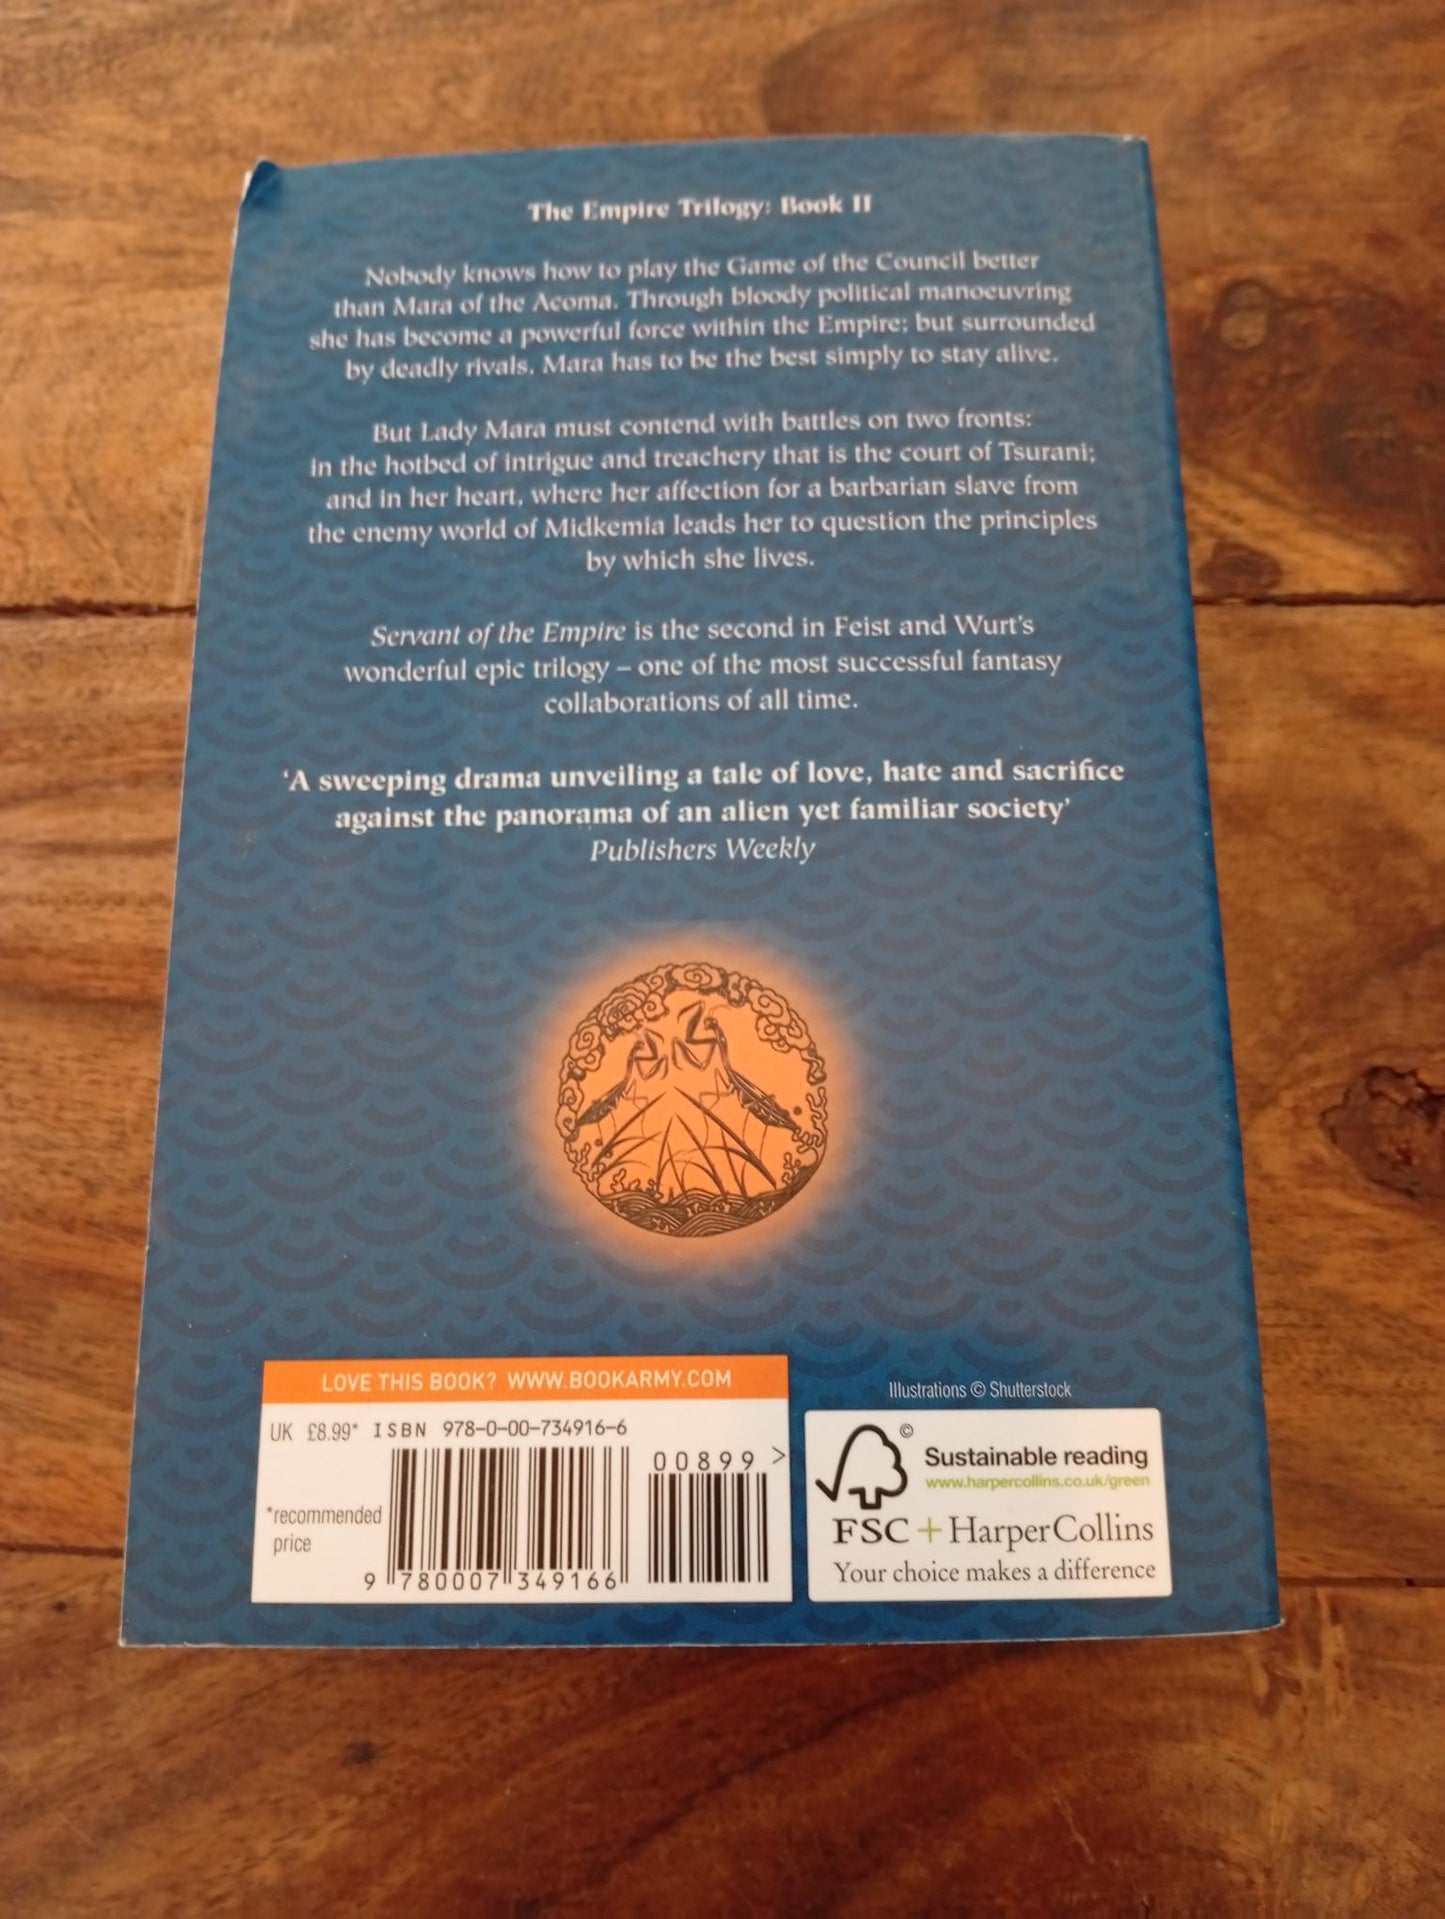 The Empire Trilogy: Book II
Nobody knows how to play the Game of the Council better
than Mara of the Acoma. Through bloody political manoeuvring
she has become a powerful force within the Empire; but surrounded
by deadly rivals, Mara has to be the best simply to stay alive.
But Lady Mara must contend with battles on two fronts:
in the hotbed of intrigue and treachery that is the court of Tsurani;
and in her heart, where her affection for a barbarian slave from
the enemy world of Midkemia leads her to question the principles
by which she lives.
Servant of the Empire is the second in Feist and Wurt's
wonderful epic trilogy – one of the most successful fantasy
collaborations of all time.
'A sweeping drama unveiling a tale of love, hate and sacrifice
against the panorama of an alien yet familiar society'
Publishers Weekly
LOVE THIS BOOK? WWW.BOOKARMY.COM
UK £8.99* ISBN 978-0-00-734916-6
00899 >
*recommended
price
9 780007 349166
Illustrations © Shutterstock
©
Sustainable reading
www.harpercollins.co.uk/green
FSC + HarperCollins
Your choice makes a difference